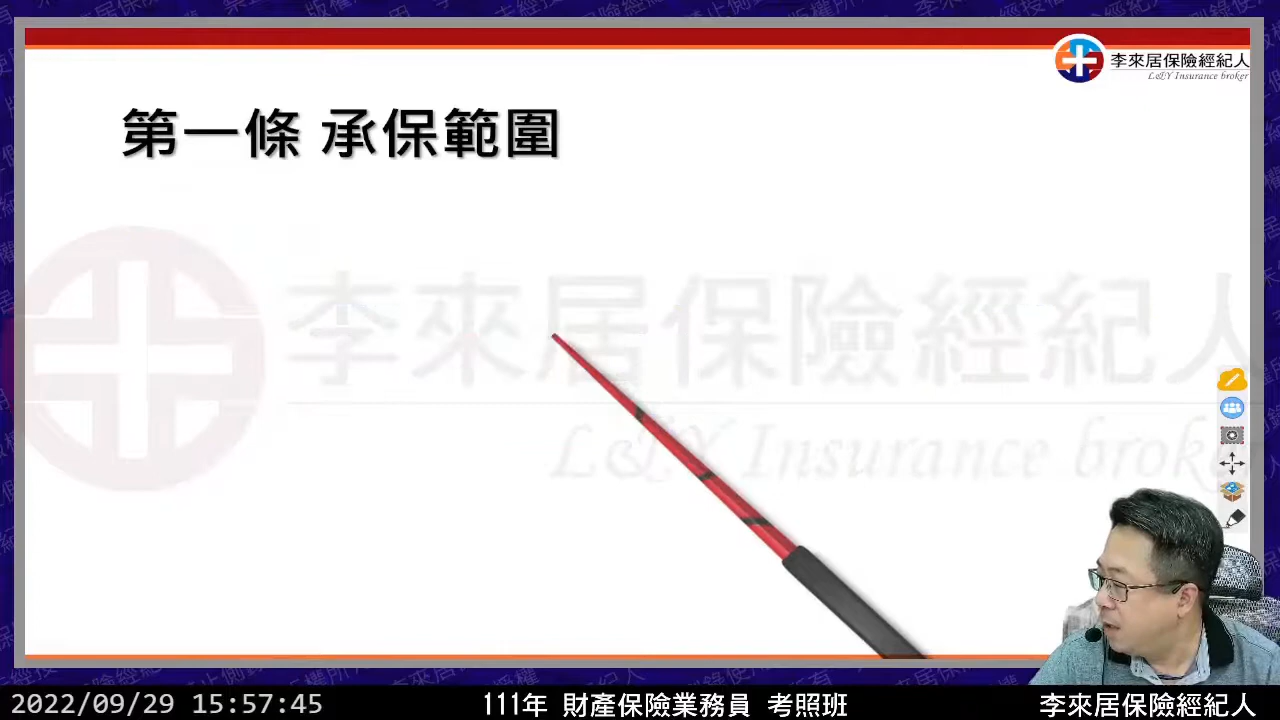 李來居保險經紀人
L&Y Insurance broker
第一條 承保範圍
李來居保險經紀人
L&Y Insurance broker
2022/09/29 15:57:45
111年 財產保險業務員 考照班
李來居保險經紀人